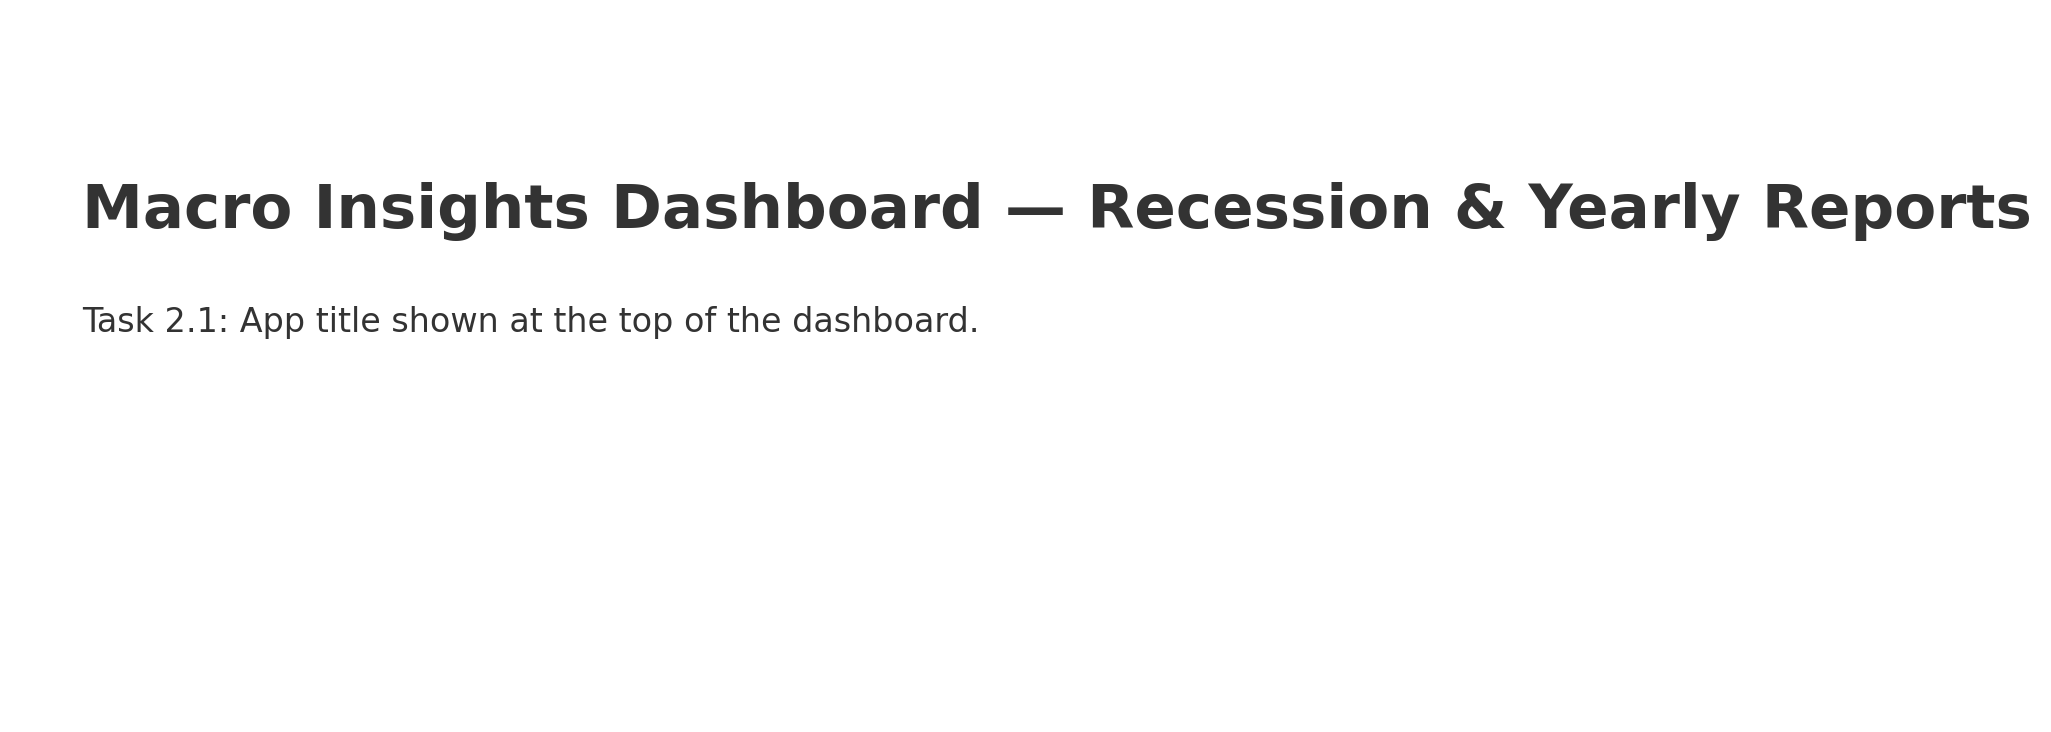 Macro Insights Dashboard — Recession & Yearly Reports
Task 2.1: App title shown at the top of the dashboard.